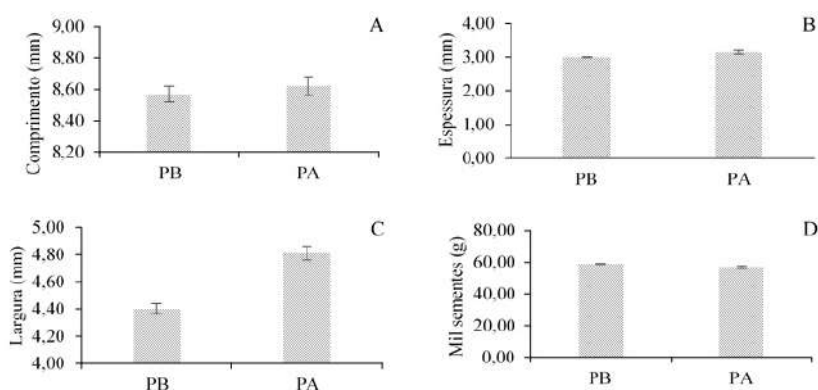 A
Comprimento (mm)
9,00
8,80
8,60
8,40
8,20
PB PA
B
Espessura (mm)
4,00
3,00
2,00
1,00
0,00
PB PA
C
Largura (mm)
5,00
4,80
4,60
4,40
4,20
4,00
PB PA
D
Mil sementes (g)
80,00
60,00
40,00
20,00
0,00
PB PA